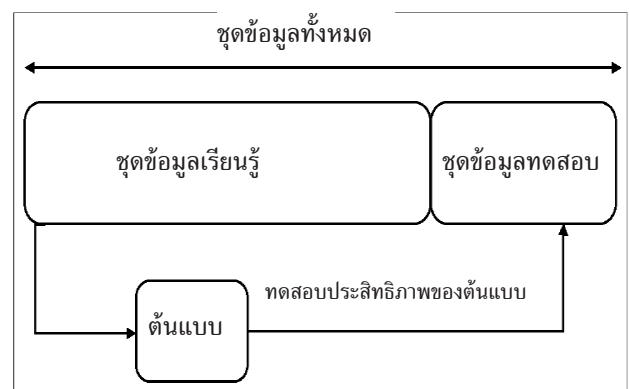 ชุดข้อมูลทั้งหมด
ชุดข้อมูลเรียนรู้
ชุดข้อมูลทดสอบ
ทดสอบประสิทธิภาพของต้นแบบ
ต้นแบบ